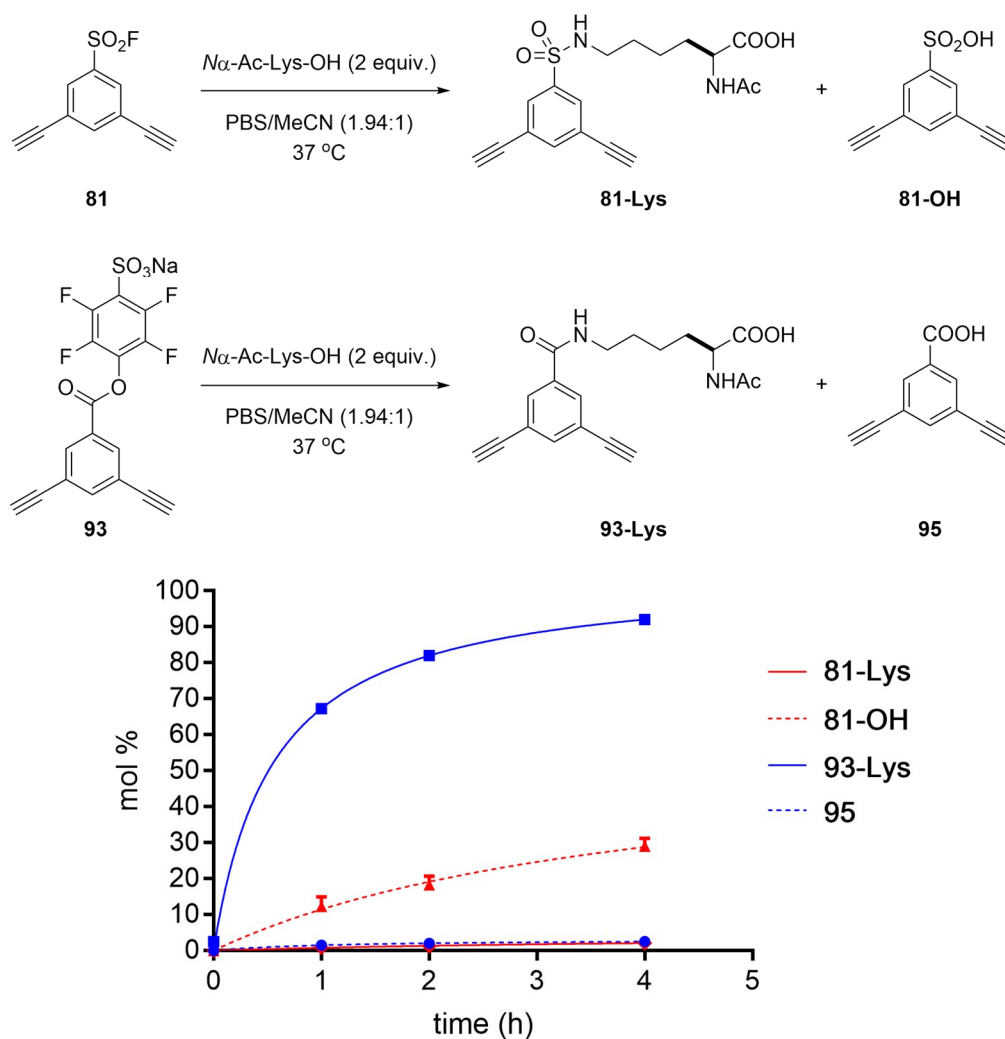 SO2F
Nα-Ac-Lys-OH (2 equiv.)
PBS/MeCN (1.94:1)
37 °C
81
O
O
S
H
N
COOH
NHAc
81-Lys
+
SO2OH
81-OH
SO3Na
F
F
F
F
O
O
93
Nα-Ac-Lys-OH (2 equiv.)
PBS/MeCN (1.94:1)
37 °C
O
H
N
COOH
NHAc
93-Lys
+
COOH
95
100
90
80
70
60
50
40
30
20
10
0
mol %
0
1
2
3
4
5
time (h)
81-Lys
81-OH
93-Lys
95